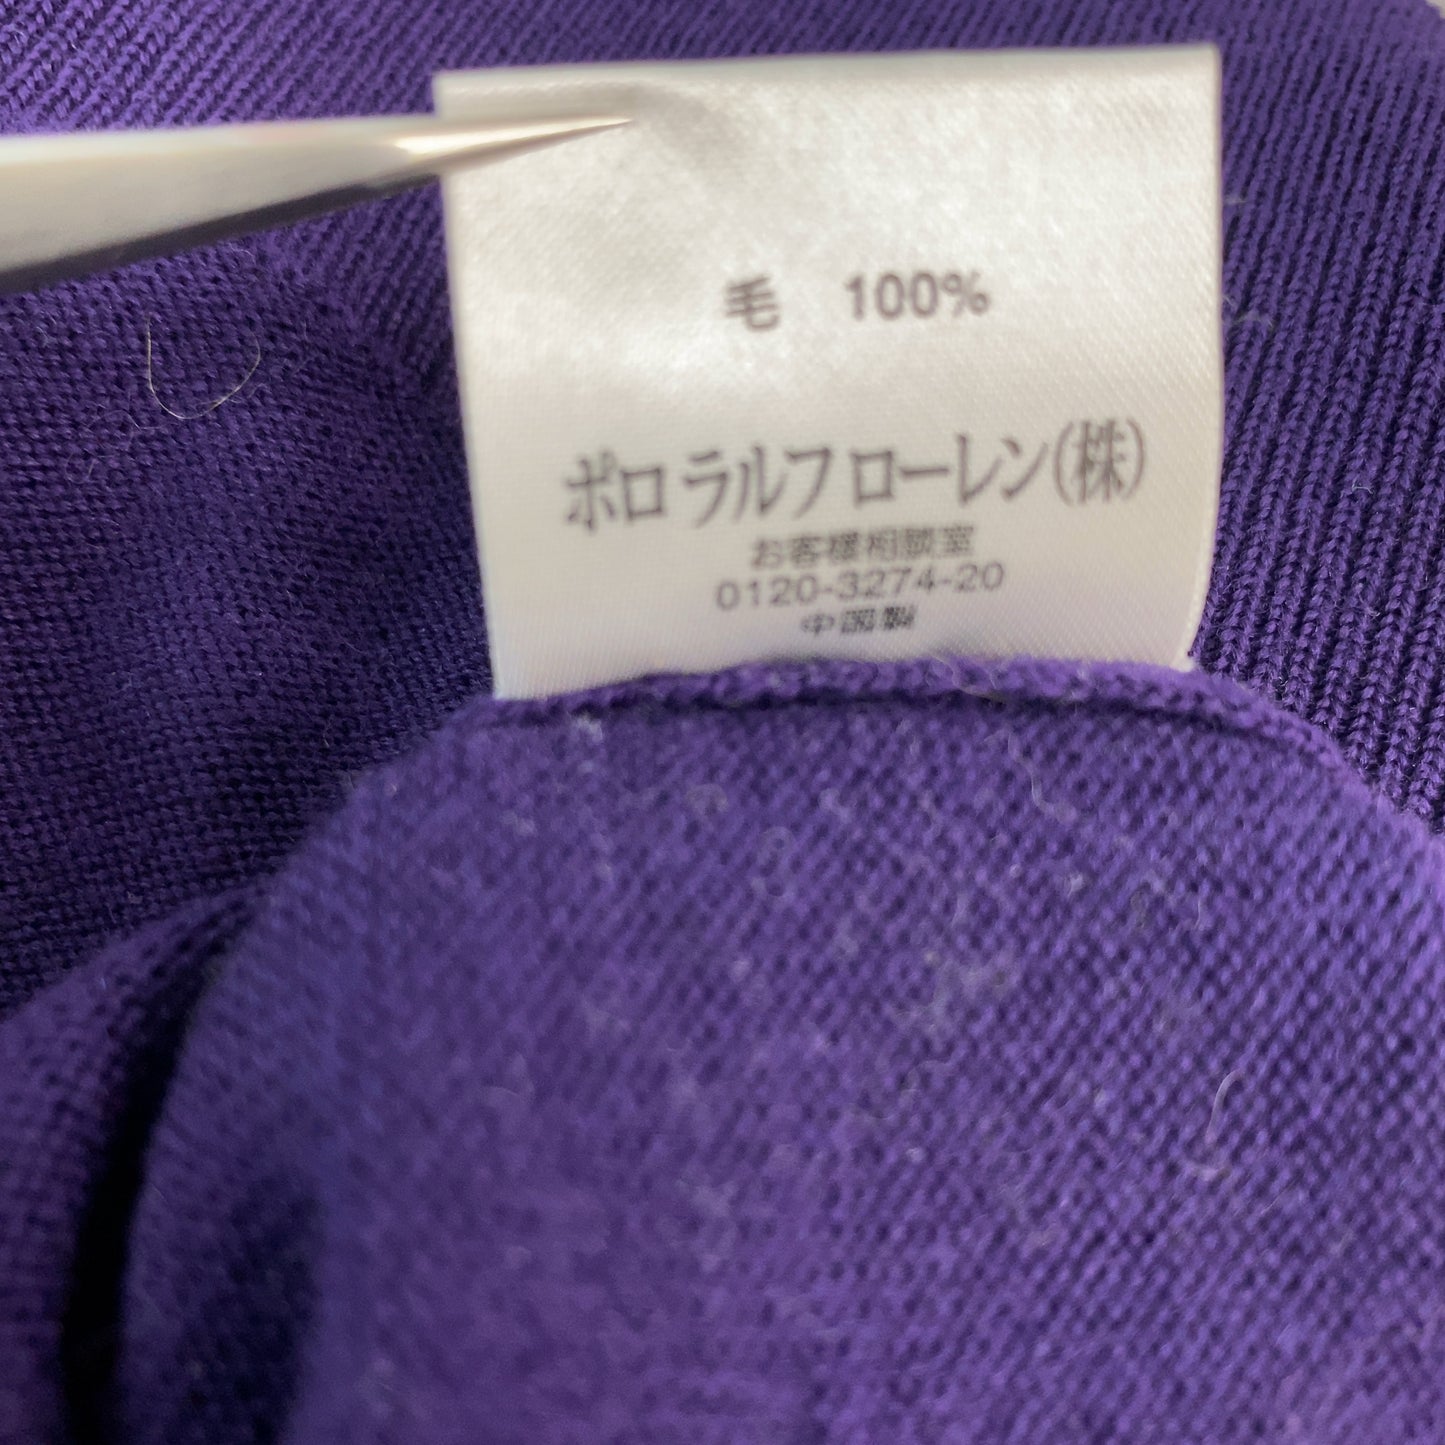 毛 100%
ポロ ラルフ ローレン(株)
お客様相談室
0120-3274-20
中国製